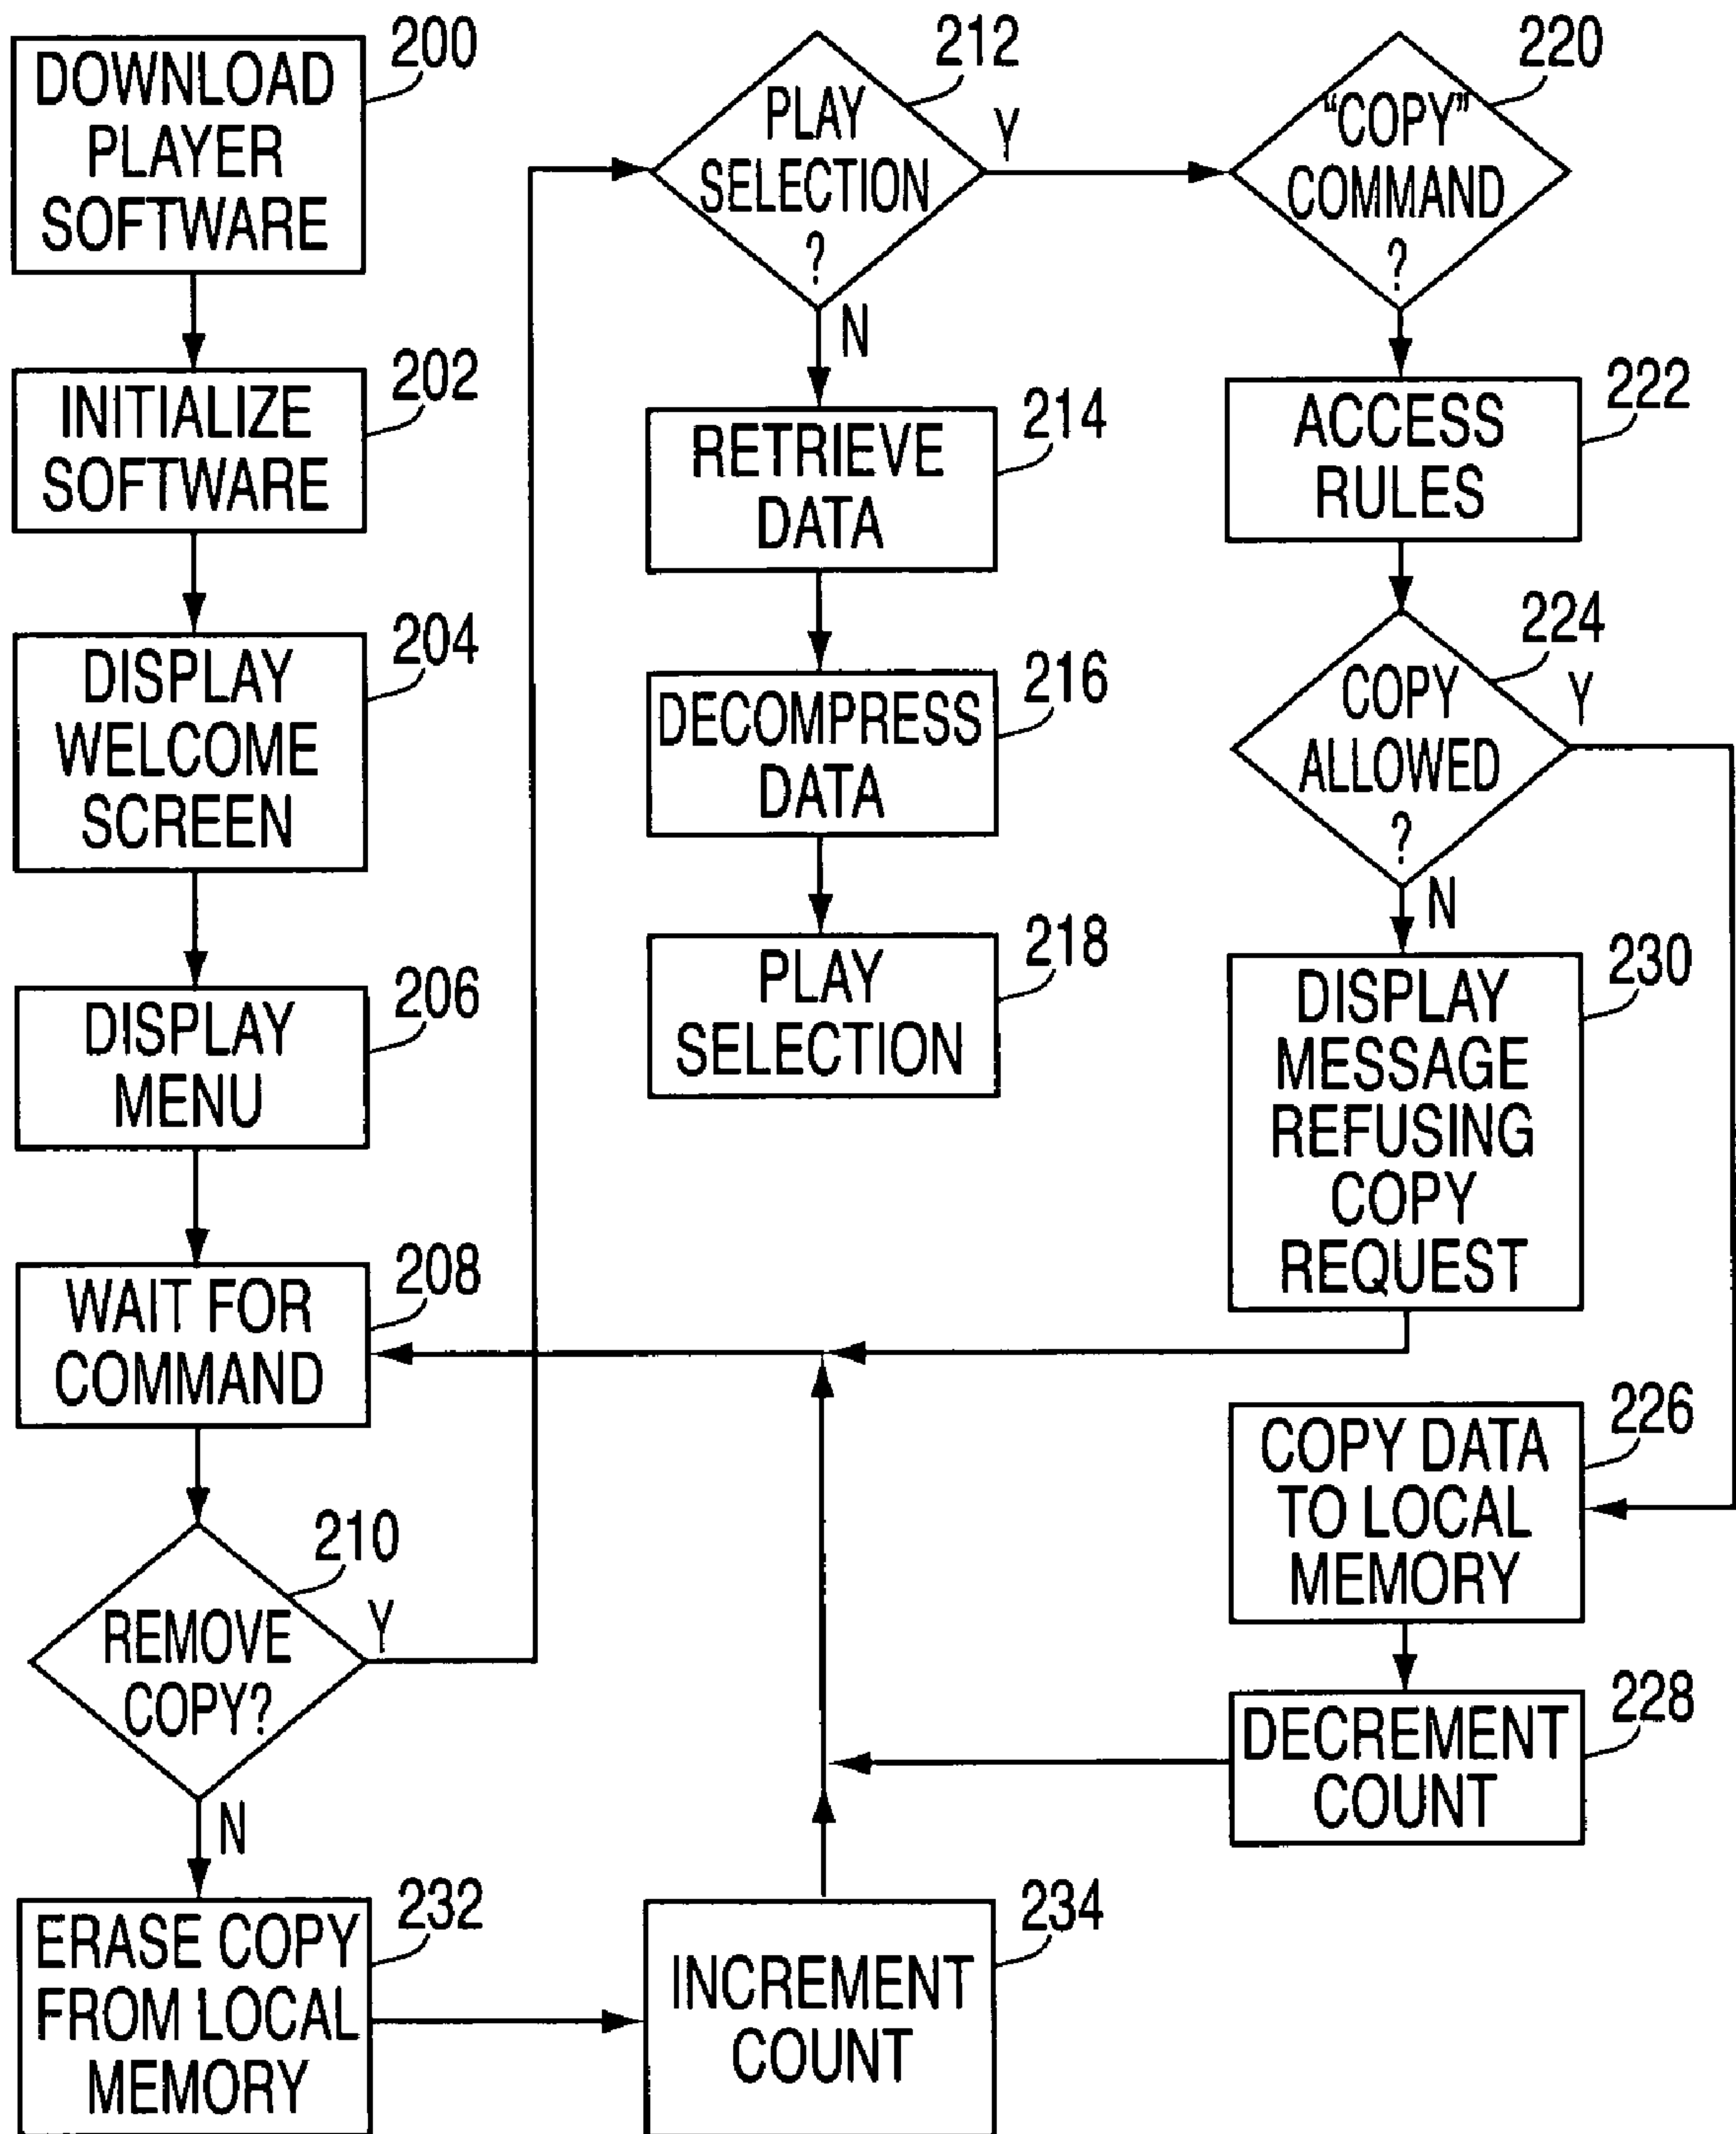 200
DOWNLOAD
PLAYER
SOFTWARE
202
INITIALIZE
SOFTWARE
204
DISPLAY
WELCOME
SCREEN
206
DISPLAY
MENU
208
WAIT FOR
COMMAND
210
REMOVE
COPY?
Y
N
232
ERASE COPY
FROM LOCAL
MEMORY
212
PLAY
SELECTION
?
Y
N
214
RETRIEVE
DATA
216
DECOMPRESS
DATA
218
PLAY
SELECTION
234
INCREMENT
COUNT
220
"COPY"
COMMAND
?
222
ACCESS
RULES
224
COPY
ALLOWED
?
Y
N
230
DISPLAY
MESSAGE
REFUSING
COPY
REQUEST
226
COPY DATA
TO LOCAL
MEMORY
228
DECREMENT
COUNT